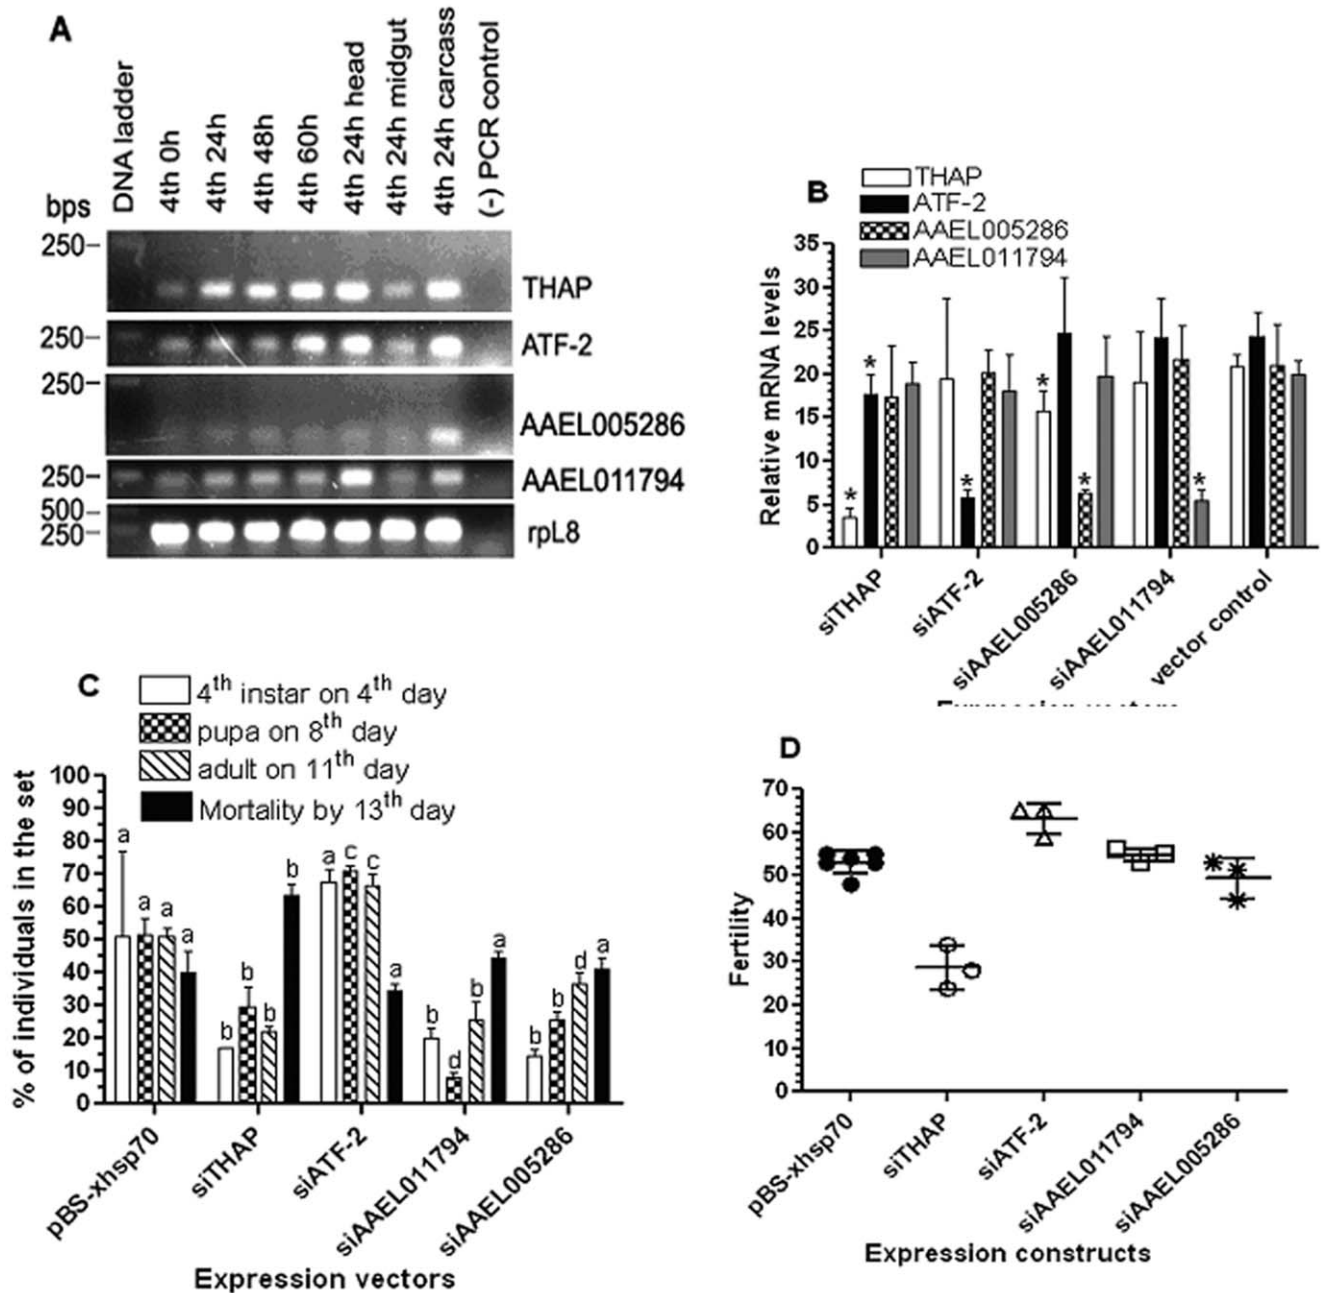 A
DNA ladder
4th 0h
4th 24h
4th 48h
4th 60h
4th 24h head
4th 24h midgut
4th 24h carcass
(-) PCR control
bps
250
THAP
250
ATF-2
250
AAEL005286
250
AAEL011794
500
250
rpL8
B
THAP
ATF-2
AAEL005286
AAEL011794
Relative mRNA levels
35
30
25
20
15
10
5
0
* * * * * *
siTHAP
siATF-2
siAAEL005286
siAAEL011794
vector control
C
4th instar on 4th day
pupa on 8th day
adult on 11th day
Mortality by 13th day
% of individuals in the set
100
90
80
70
60
50
40
30
20
10
0
a a a a
b b b b
a c c a
b d b a
b b d a
pBS-xhsp70
siTHAP
siATF-2
siAAEL011794
siAAEL005286
Expression vectors
D
Fertility
70
60
50
40
30
20
10
0
pBS-xhsp70
siTHAP
siATF-2
siAAEL011794
siAAEL005286
Expression constructs